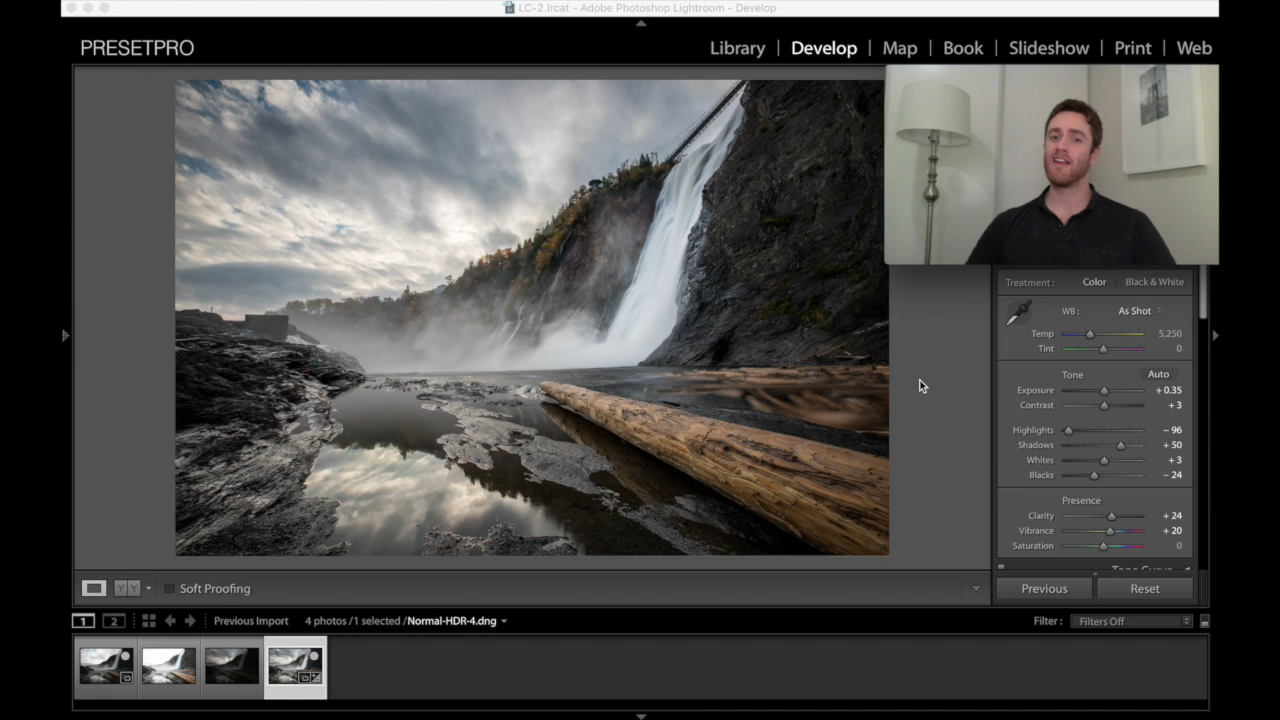 LC-2.lrcat - Adobe Photoshop Lightroom - Develop
PRESETPRO
Library | Develop | Map | Book | Slideshow | Print | Web
Treatment : Color Black & White
WB : As Shot
Temp 5,250
Tint 0
Tone Auto
Exposure + 0.35
Contrast + 3
Highlights − 96
Shadows + 50
Whites + 3
Blacks − 24
Presence
Clarity + 24
Vibrance + 20
Saturation 0
Tone Curve
Y Y Soft Proofing
Previous Reset
1 2 Previous Import 4 photos / 1 selected / Normal-HDR-4.dng Filter : Filters Off